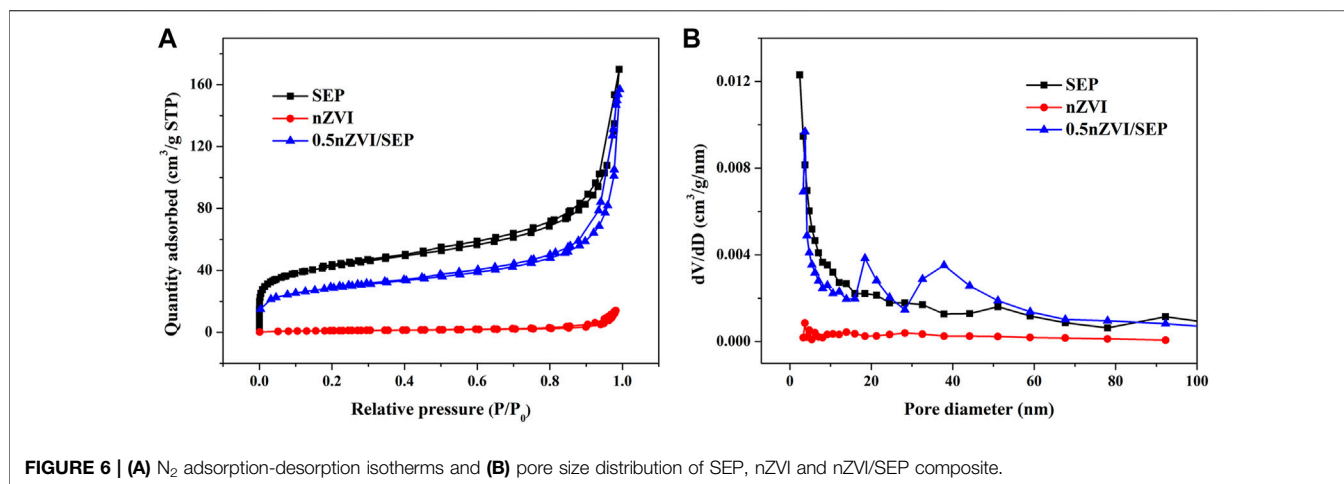 A
Quantity adsorbed (cm³/g STP)
160
120
80
40
0
SEP
nZVI
0.5nZVI/SEP
0.0 0.2 0.4 0.6 0.8 1.0
Relative pressure (P/P₀)
B
dV/dD (cm³/g/nm)
0.012
0.008
0.004
0.000
SEP
nZVI
0.5nZVI/SEP
0 20 40 60 80 100
Pore diameter (nm)
FIGURE 6 | (A) N₂ adsorption-desorption isotherms and (B) pore size distribution of SEP, nZVI and nZVI/SEP composite.